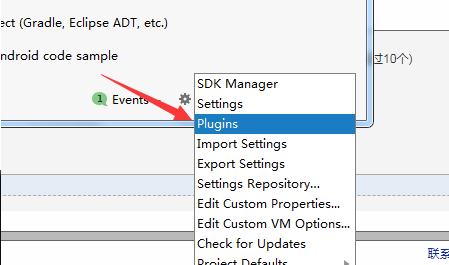 ect (Gradle, Eclipse ADT, etc.)
ndroid code sample
过10个)
1 Events
SDK Manager
Settings
Plugins
Import Settings
Export Settings
Settings Repository...
Edit Custom Properties...
Edit Custom VM Options...
Check for Updates
联系
Project Defaults